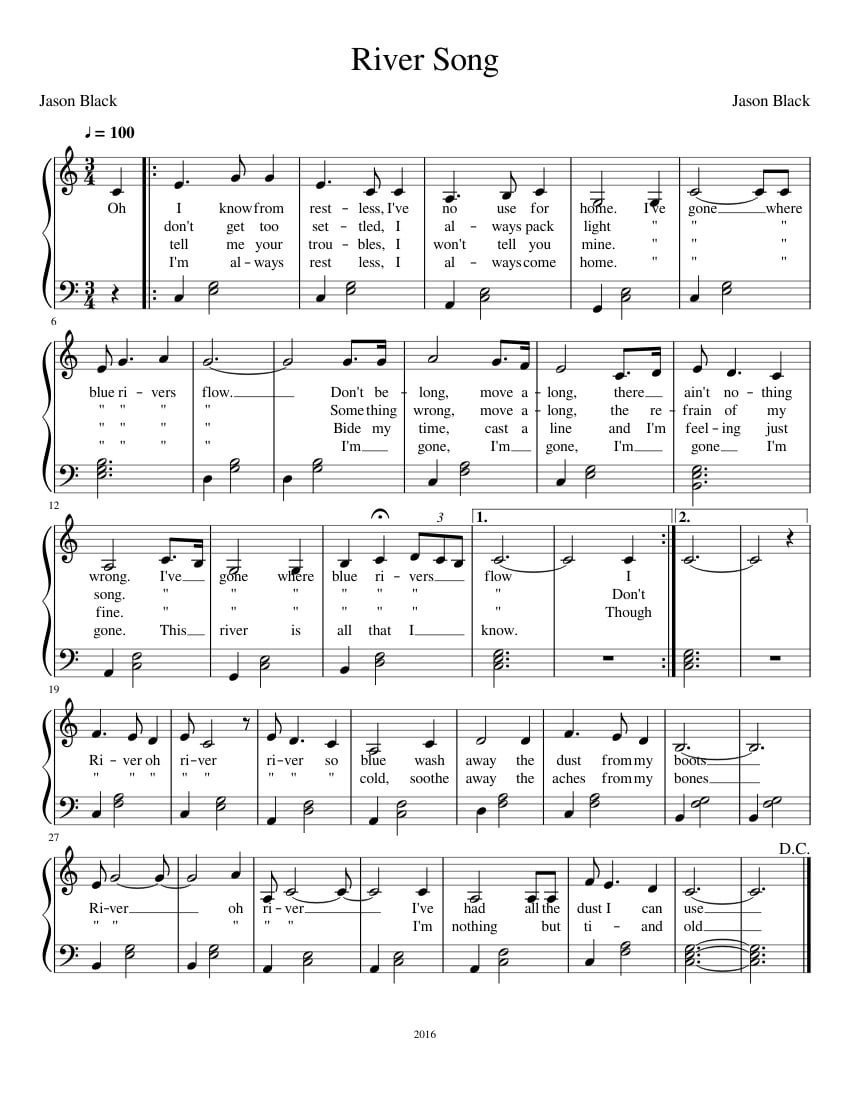 River Song
Jason Black Jason Black
♩ = 100
3 4
Oh I know from rest - less, I've no use for home. I've gone where
don't get too set - tled, I al - ways pack light " " "
tell me your trou - bles, I won't tell you mine. " " "
I'm al - ways rest less, I al - ways come home. " " "
3 4
6
blue ri - vers flow. Don't be - long, move a - long, there ain't no - thing
" " " " Some thing wrong, move a - long, the re - frain of my
" " " " Bide my time, cast a line and I'm feel - ing just
" " " " I'm gone, I'm gone, I'm gone I'm
12
3
1. 2.
wrong. I've gone where blue ri - vers flow I
song. " " " " " " " Don't
fine. " " " " " " " Though
gone. This river is all that I know.
19
Ri - ver oh ri - ver ri - ver so blue wash away the dust from my boots
" " " " " " " " cold, soothe away the aches from my bones
27
D.C.
Ri - ver oh ri - ver I've had all the dust I can use
" " " " " I'm nothing but ti - and old
2016